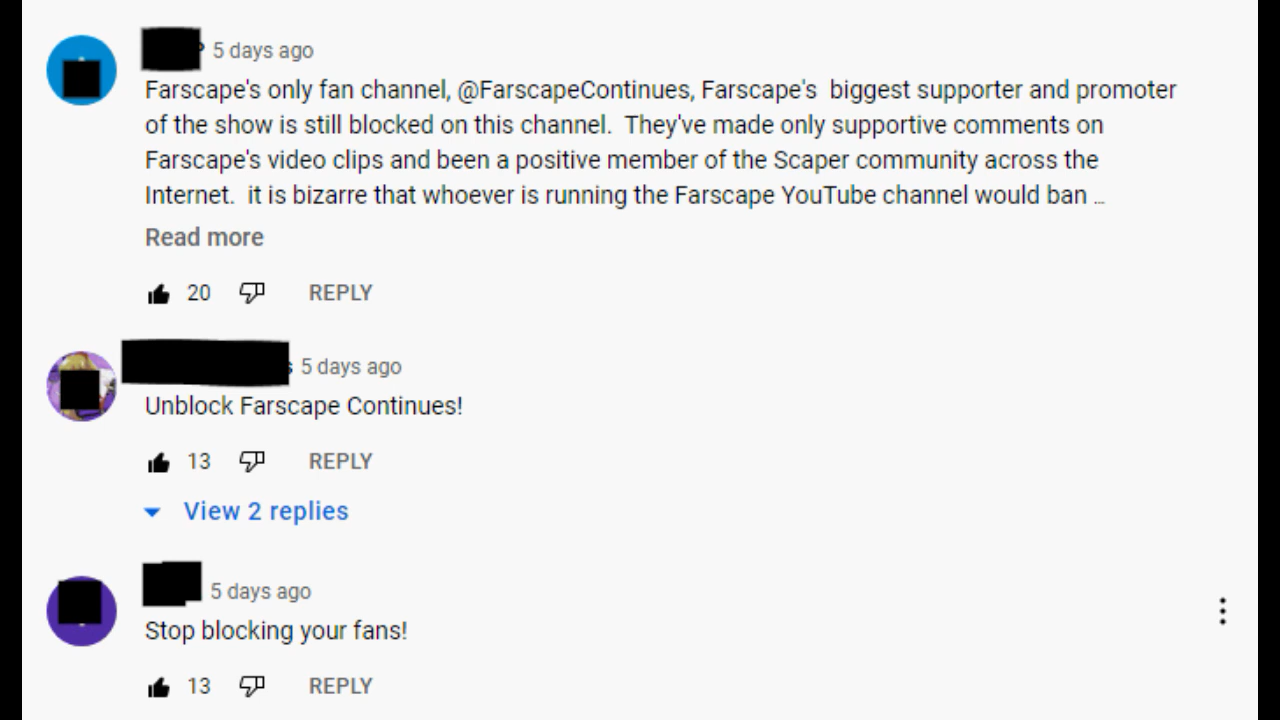 5 days ago
Farscape's only fan channel, @FarscapeContinues, Farscape's  biggest supporter and promoter
of the show is still blocked on this channel.  They've made only supportive comments on
Farscape's video clips and been a positive member of the Scaper community across the
Internet.  it is bizarre that whoever is running the Farscape YouTube channel would ban ...
Read more
20 REPLY
5 days ago
Unblock Farscape Continues!
13 REPLY
View 2 replies
5 days ago
Stop blocking your fans!
13 REPLY